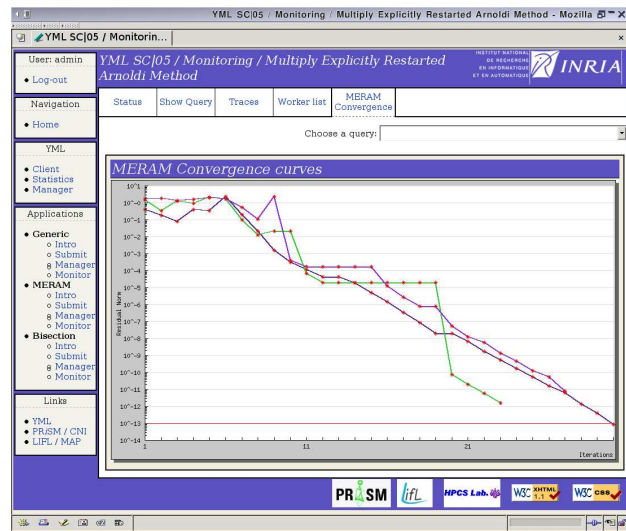 YML SC|05 / Monitoring / Multiply Explicitly Restarted Arnoldi Method - Mozilla
YML SC|05 / Monitorin...
User: admin
Log-out
Navigation
Home
YML
Client
Statistics
Manager
Applications
Generic
Intro
Submit
Manager
Monitor
MERAM
Intro
Submit
Manager
Monitor
Bisection
Intro
Submit
Manager
Monitor
Links
YML
PRiSM / CNI
LIFL / MAP
YML SC|05 / Monitoring / Multiply Explicitly Restarted
Arnoldi Method
INSTITUT NATIONAL
DE RECHERCHE
EN INFORMATIQUE
ET EN AUTOMATIQUE
INRIA
Status
Show Query
Traces
Worker list
MERAM
Convergence
Choose a query:
MERAM Convergence curves
10^1
10^-0
10^-1
10^-2
10^-3
10^-4
10^-5
10^-6
10^-7
10^-8
10^-9
10^-10
10^-11
10^-12
10^-13
10^-14
Residual Norm
1
11
21
Iterations
PRiSM
LIFL
HPCS Lab.
W3C XHTML 1.1
W3C css